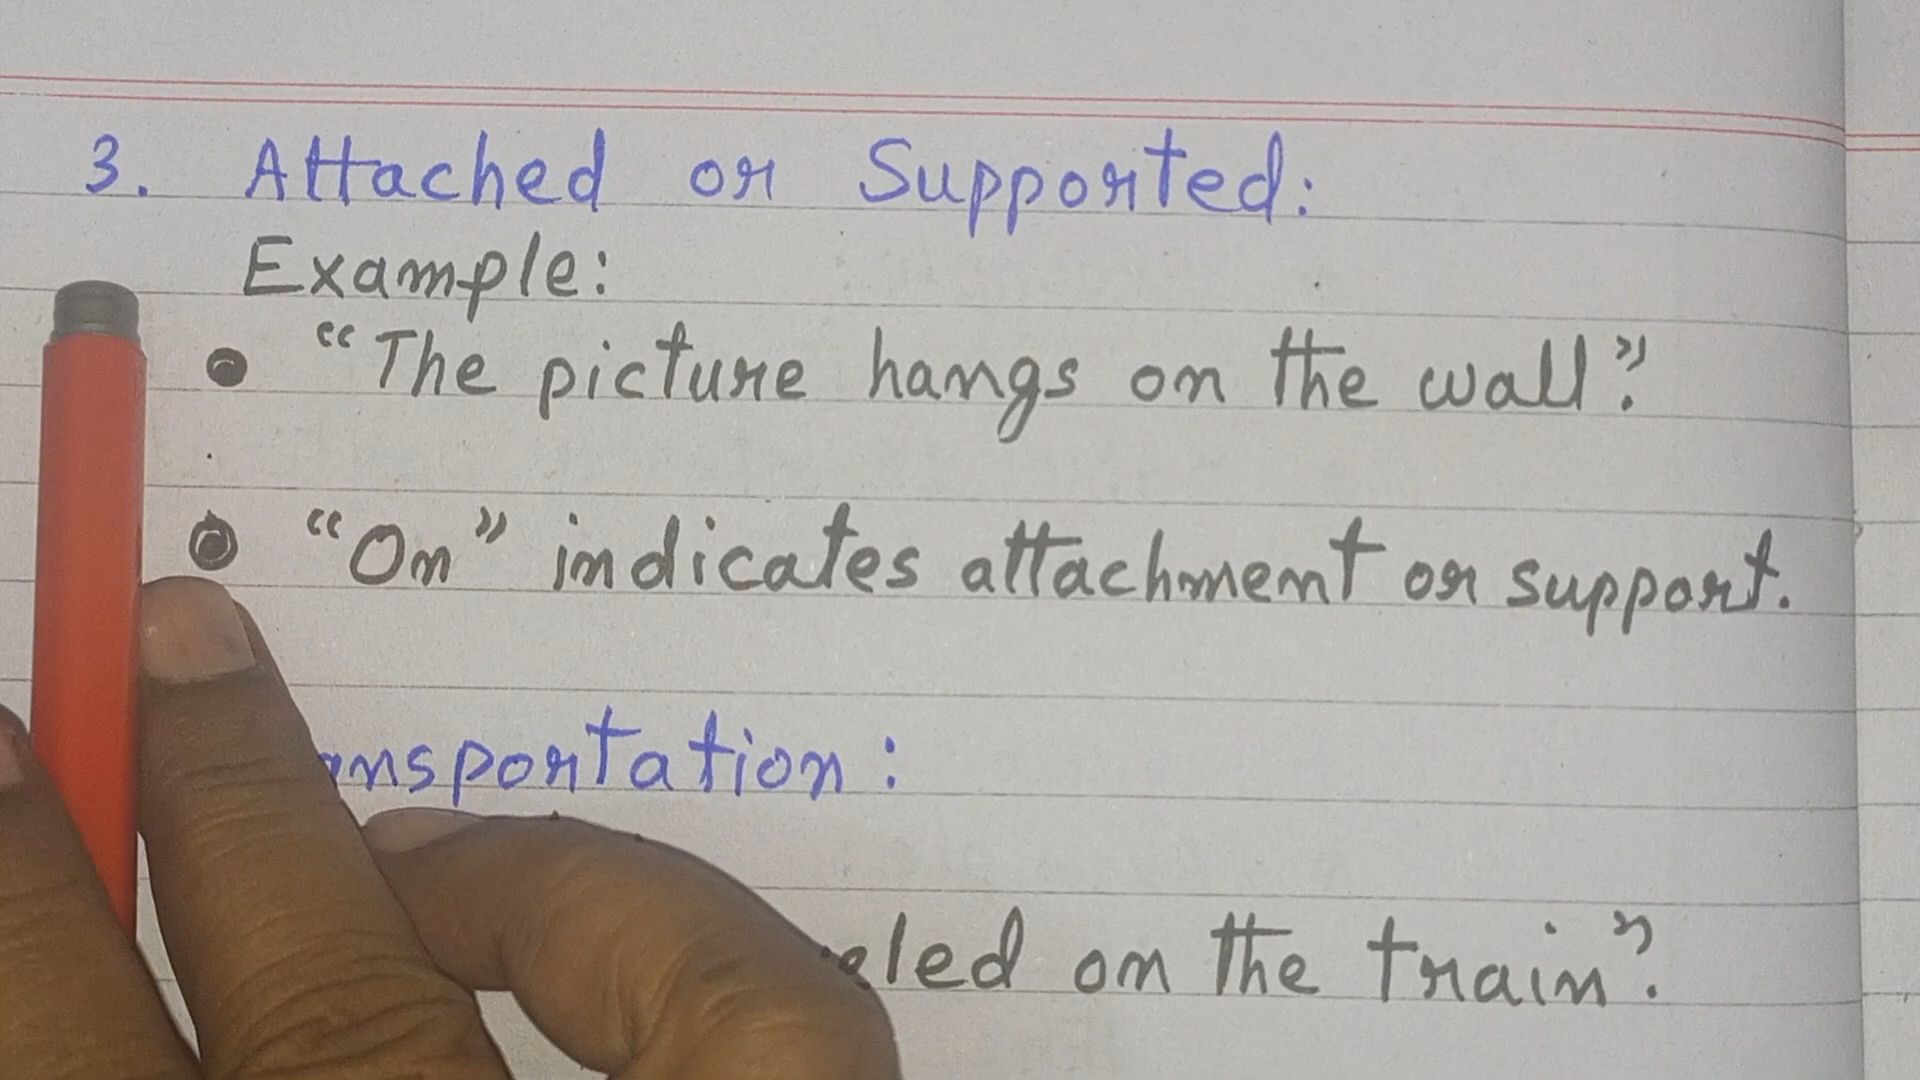 3. Attached or Supported:
Example:
• "The picture hangs on the wall".
• "On" indicates attachment or support.
ansportation:
eled on the train".